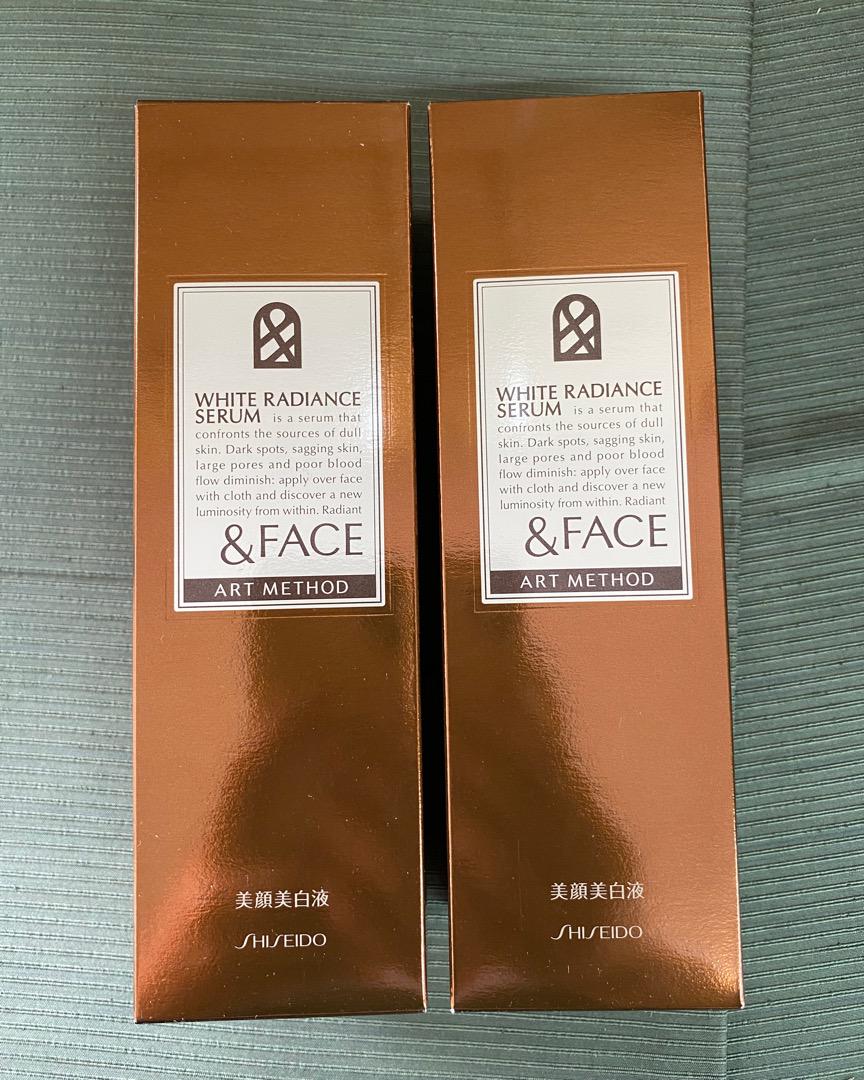 WHITE RADIANCE
SERUM is a serum that
confronts the sources of dull
skin. Dark spots, sagging skin,
large pores and poor blood
flow diminish: apply over face
with cloth and discover a new
luminosity from within. Radiant
&FACE
ART METHOD
美顔美白液
SHISEIDO
WHITE RADIANCE
SERUM is a serum that
confronts the sources of dull
skin. Dark spots, sagging skin,
large pores and poor blood
flow diminish: apply over face
with cloth and discover a new
luminosity from within. Radiant
&FACE
ART METHOD
美顔美白液
SHISEIDO